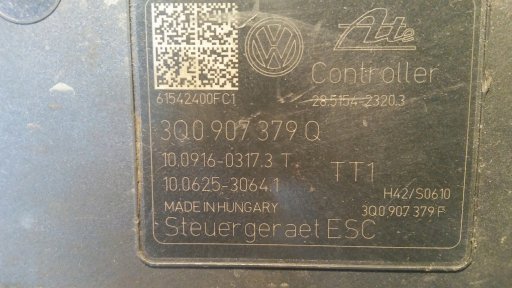 VW
Ate
Controller
61542400FC1
28.5154-2320.3
3Q0 907 379 Q
10.0916-0317.3 T
TT1
10.0625-3064.1
H42/S0610
MADE IN HUNGARY
3Q0 907 379 F
Steuergeraet ESC